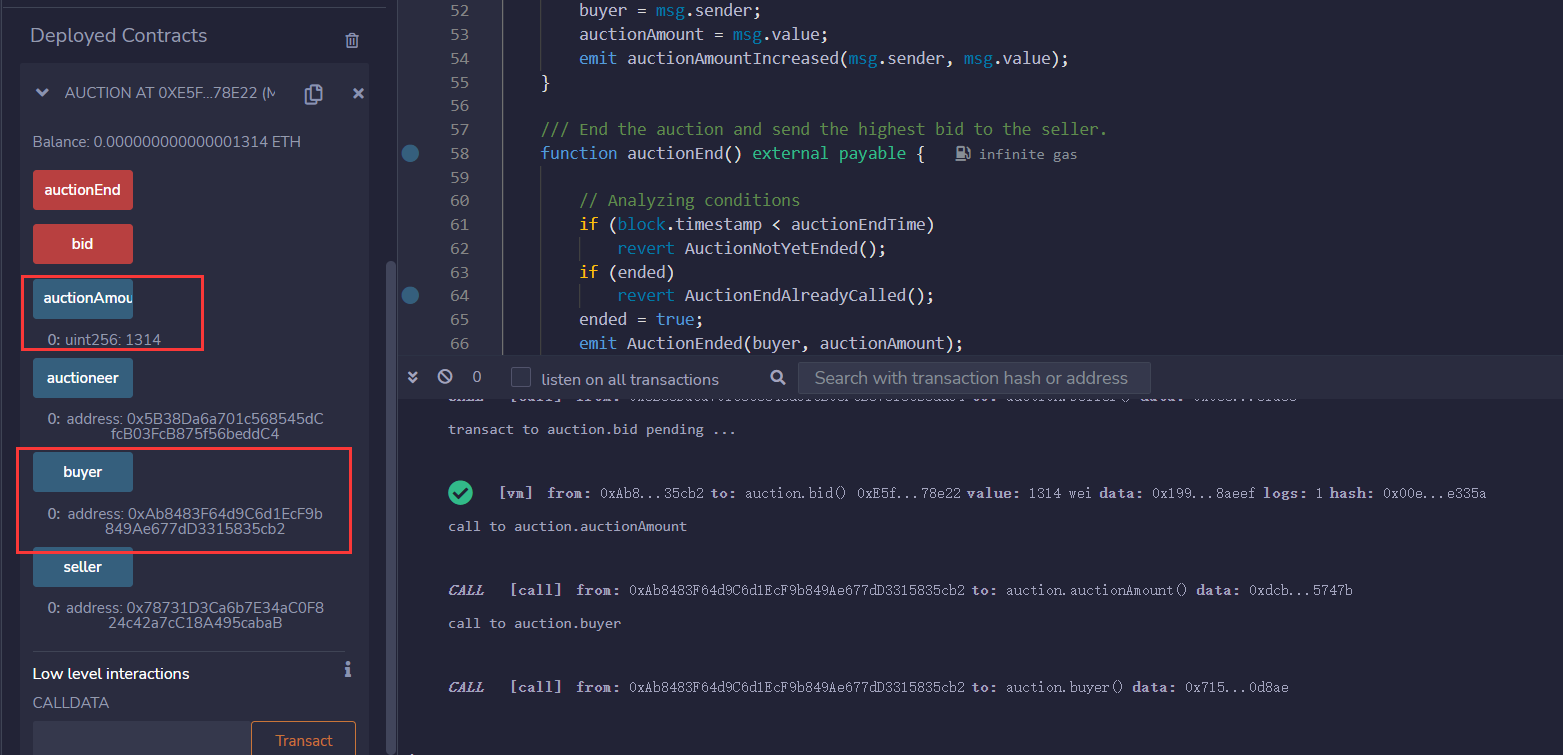 Deployed Contracts
AUCTION AT 0XE5F...78E22 (M
Balance: 0.000000000000001314 ETH
auctionEnd
bid
auctionAmou
0: uint256: 1314
auctioneer
0: address: 0x5B38Da6a701c568545dC
fcB03FcB875f56beddC4
buyer
0: address: 0xAb8483F64d9C6d1EcF9b
849Ae677dD3315835cb2
seller
0: address: 0x78731D3Ca6b7E34aC0F8
24c42a7cC18A495cabaB
Low level interactions
i
CALLDATA
Transact
52 buyer = msg.sender;
53 auctionAmount = msg.value;
54 emit auctionAmountIncreased(msg.sender, msg.value);
55 }
56
57 /// End the auction and send the highest bid to the seller.
58 function auctionEnd() external payable { infinite gas
59
60 // Analyzing conditions
61 if (block.timestamp < auctionEndTime)
62 revert AuctionNotYetEnded();
63 if (ended)
64 revert AuctionEndAlreadyCalled();
65 ended = true;
66 emit AuctionEnded(buyer, auctionAmount);
0 listen on all transactions Search with transaction hash or address
transact to auction.bid pending ...
[vm] from: 0xAb8...35cb2 to: auction.bid() 0xE5f...78e22 value: 1314 wei data: 0x199...8aeef logs: 1 hash: 0x00e...e335a
call to auction.auctionAmount
CALL [call] from: 0xAb8483F64d9C6d1EcF9b849Ae677dD3315835cb2 to: auction.auctionAmount() data: 0xdcb...5747b
call to auction.buyer
CALL [call] from: 0xAb8483F64d9C6d1EcF9b849Ae677dD3315835cb2 to: auction.buyer() data: 0x715...0d8ae